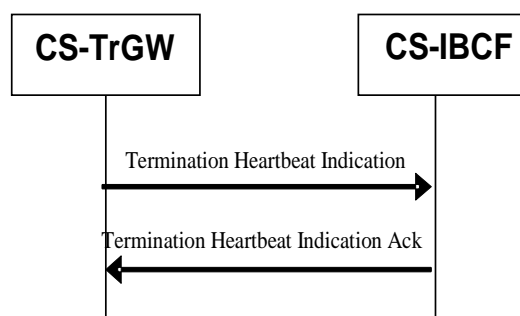 CS-TrGW
CS-IBCF
Termination Heartbeat Indication
Termination Heartbeat Indication Ack